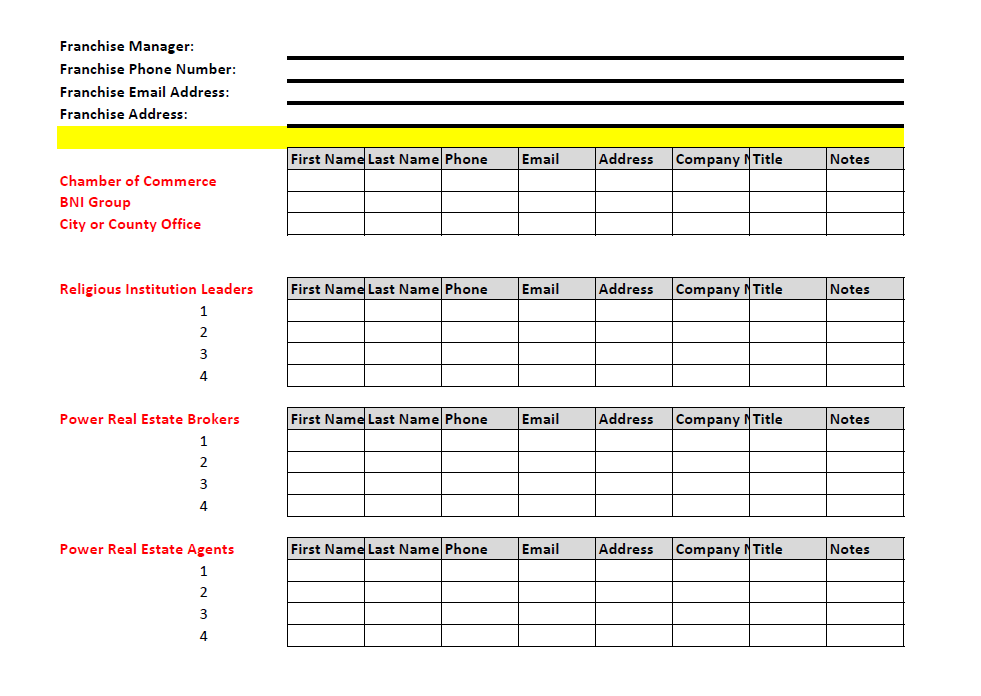 Franchise Manager:
Franchise Phone Number:
Franchise Email Address:
Franchise Address:
First Name Last Name Phone Email Address Company N Title Notes
Chamber of Commerce
BNI Group
City or County Office
Religious Institution Leaders First Name Last Name Phone Email Address Company N Title Notes
1
2
3
4
Power Real Estate Brokers First Name Last Name Phone Email Address Company N Title Notes
1
2
3
4
Power Real Estate Agents First Name Last Name Phone Email Address Company N Title Notes
1
2
3
4